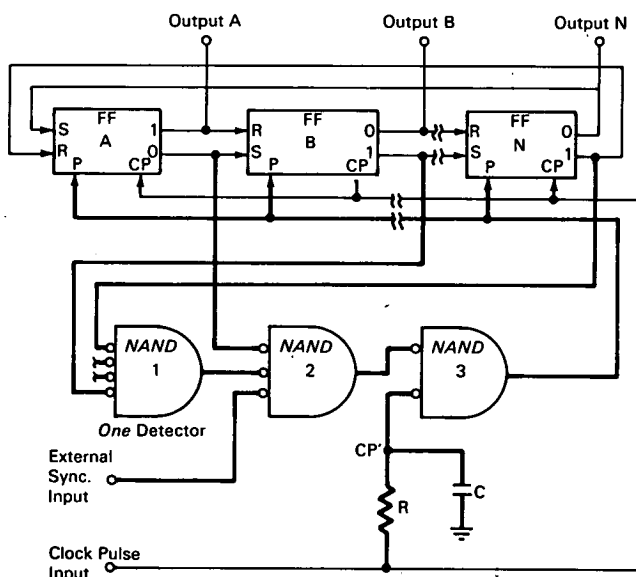 Output A
Output B
Output N
FF
A
S
R
P
CP
1
0
FF
B
R
S
P
CP
0
1
FF
N
R
S
P
CP
0
1
NAND
1
NAND
2
NAND
3
One Detector
External
Sync.
Input
CP'
R
C
Clock Pulse
Input